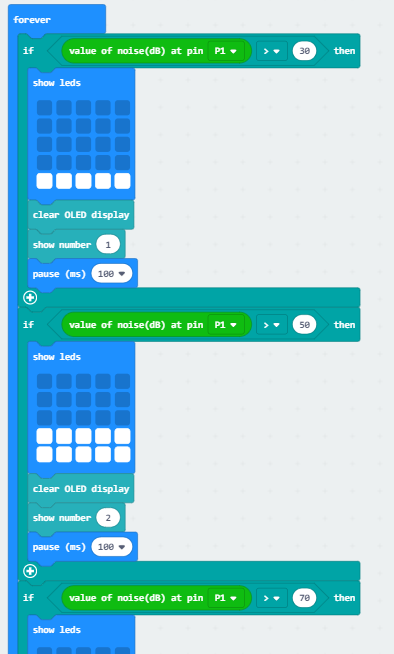 forever
if value of noise(dB) at pin P1 > 30 then
show leds
clear OLED display
show number 1
pause (ms) 100
if value of noise(dB) at pin P1 > 50 then
show leds
clear OLED display
show number 2
pause (ms) 100
if value of noise(dB) at pin P1 > 70 then
show leds